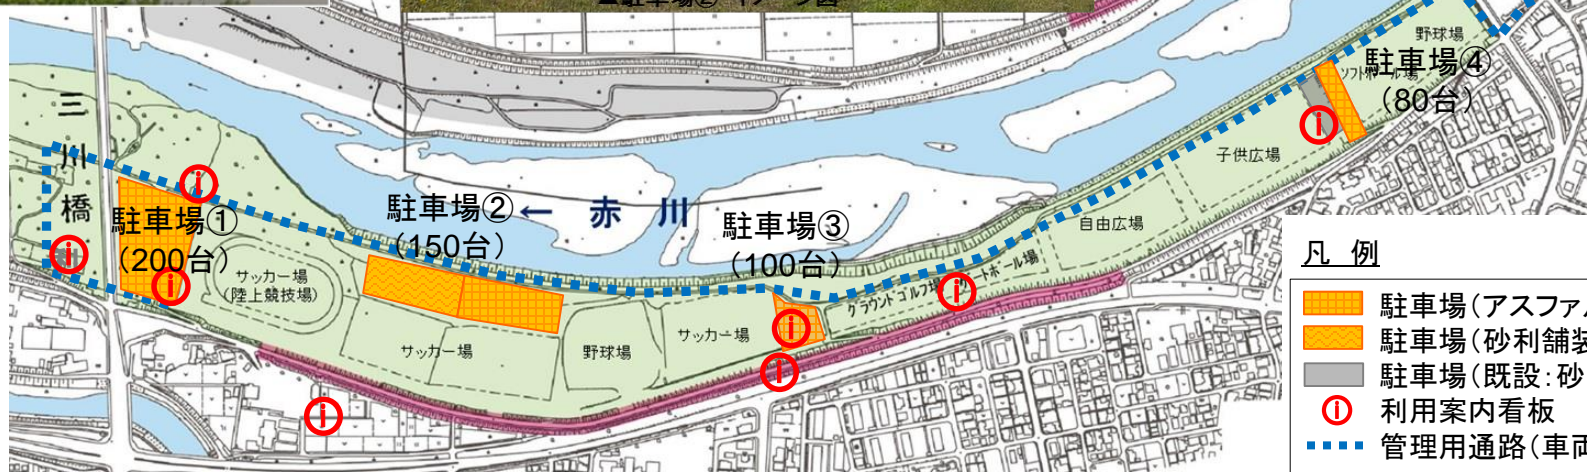 駐車場② イメージ図
野球場
駐車場④
ソフトボール場
(80台)
三川橋
子供広場
駐車場①
(200台)
駐車場②
(150台)
← 赤川
駐車場③
(100台)
自由広場
サッカー場
(陸上競技場)
グラウンドゴルフ場・ゲートボール場
サッカー場
野球場
サッカー場
凡 例
駐車場(アスファ
駐車場(砂利舗装
駐車場(既設:砂
利用案内看板
管理用通路(車両